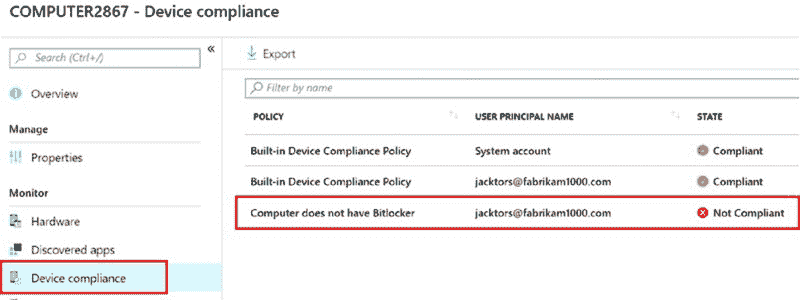 COMPUTER2867 - Device compliance
Search (Ctrl+/)
«
Overview
Manage
Properties
Monitor
Hardware
Discovered apps
Device compliance
Export
Filter by name
POLICY USER PRINCIPAL NAME STATE
Built-in Device Compliance Policy System account Compliant
Built-in Device Compliance Policy jacktors@fabrikam1000.com Compliant
Computer does not have Bitlocker jacktors@fabrikam1000.com Not Compliant